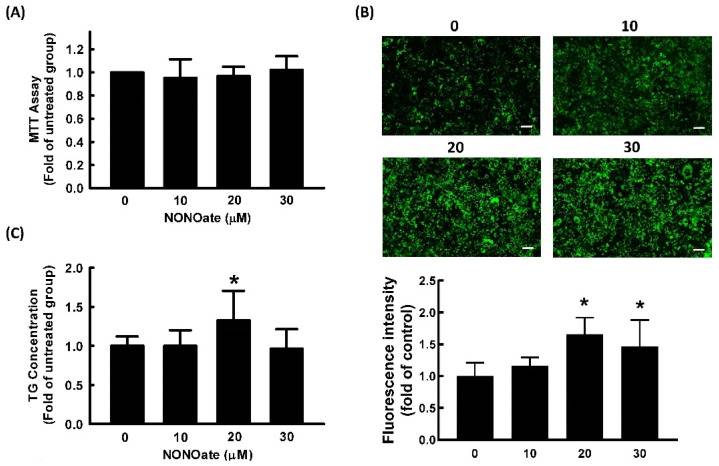 (A)
MTT Assay
(Fold of untreated group)
1.2
1.0
0.8
0.6
0.4
0.2
0.0
0 10 20 30
NONOate (μM)
(B)
0 10
20 30
Fluorescence intensity
(fold of control)
2.5
2.0
1.5
1.0
0.5
0.0
* *
0 10 20 30
(C)
TG Concentration
(Fold of untreated group)
2.0
1.5
1.0
0.5
0.0
*
0 10 20 30
NONOate (μM)